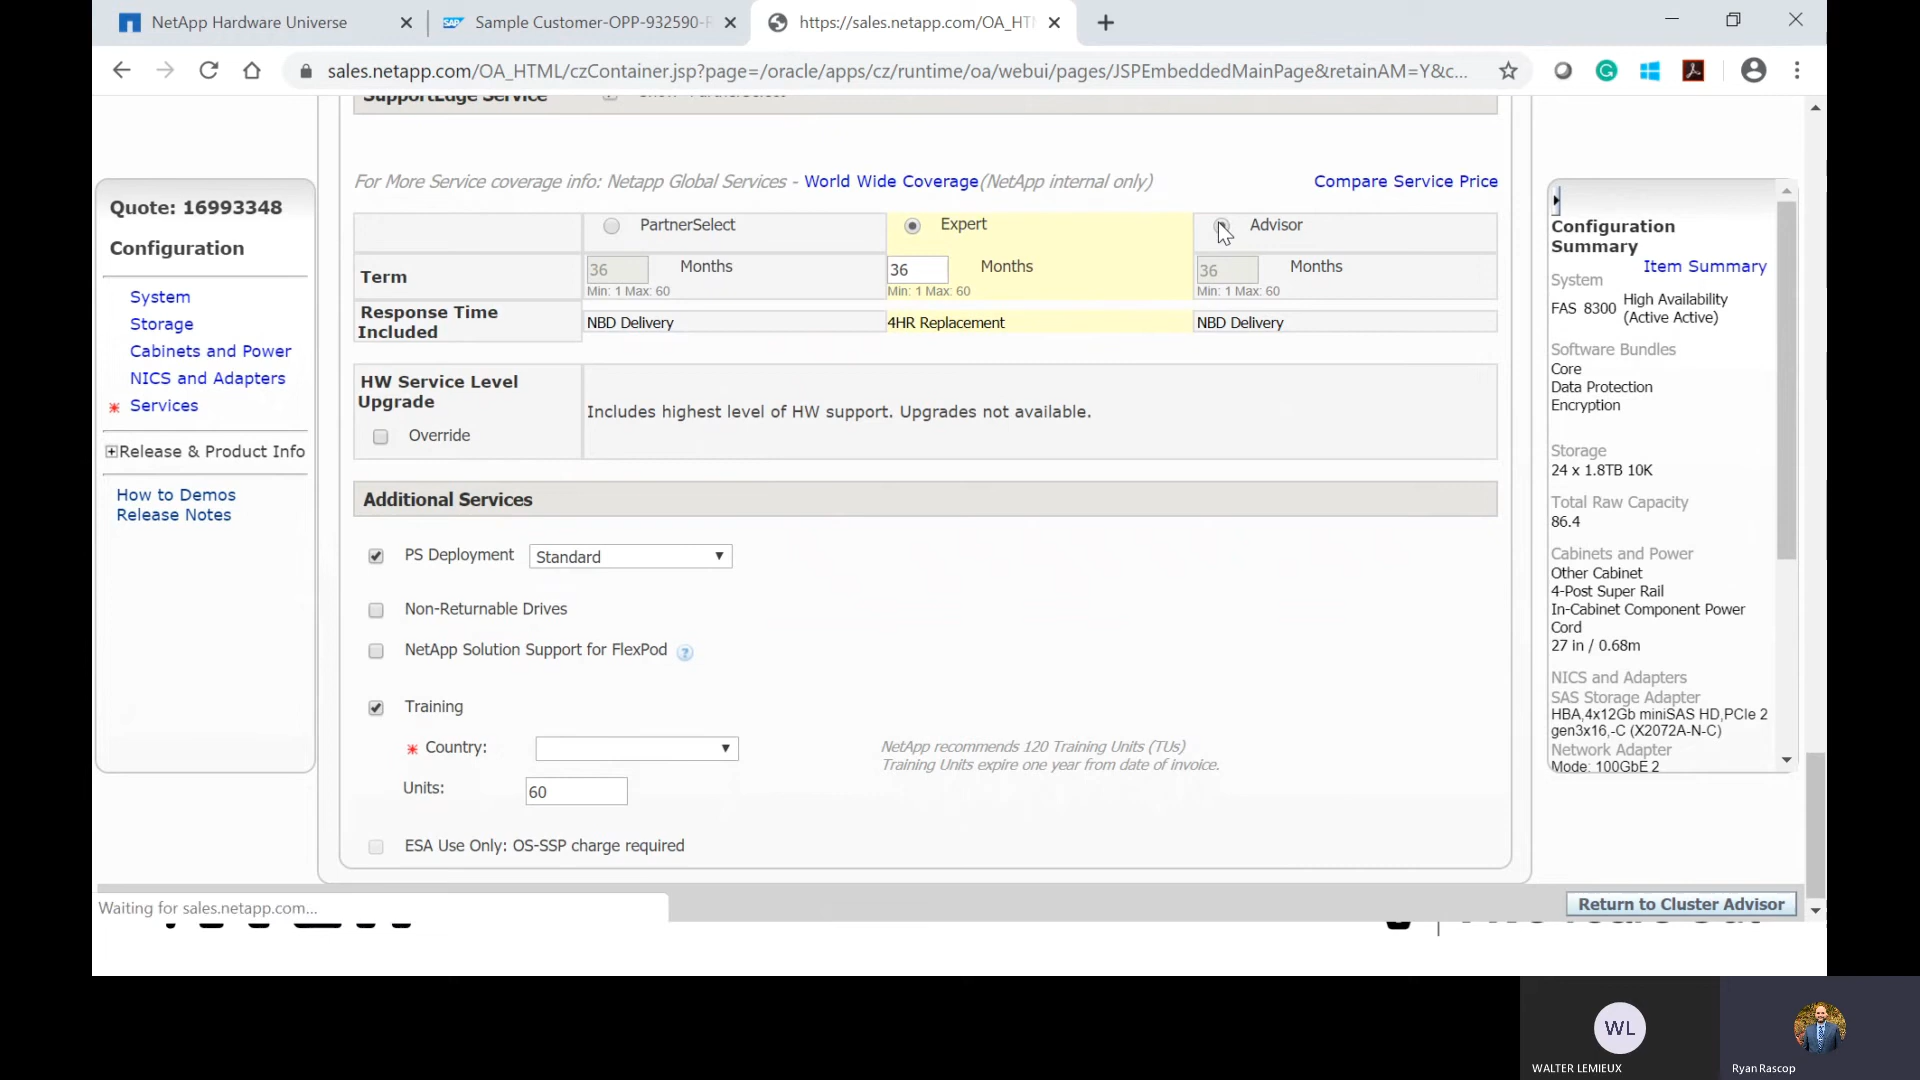 NetApp Hardware Universe
Sample Customer-OPP-932590-
https://sales.netapp.com/OA_HTM
sales.netapp.com/OA_HTML/czContainer.jsp?page=/oracle/apps/cz/runtime/oa/webui/pages/JSPEmbeddedMainPage&retainAM=Y&c...
SupportEdge Service
For More Service coverage info: Netapp Global Services - World Wide Coverage(NetApp internal only)
Compare Service Price
PartnerSelect Expert Advisor
Term 36 Months 36 Months 36 Months
Min: 1 Max: 60 Min: 1 Max: 60 Min: 1 Max: 60
Response Time
Included
NBD Delivery 4HR Replacement NBD Delivery
HW Service Level
Upgrade
Override
Includes highest level of HW support. Upgrades not available.
Additional Services
PS Deployment Standard
Non-Returnable Drives
NetApp Solution Support for FlexPod ?
Training
* Country:
NetApp recommends 120 Training Units (TUs)
Training Units expire one year from date of invoice.
Units: 60
ESA Use Only: OS-SSP charge required
Quote: 16993348
Configuration
System
Storage
Cabinets and Power
NICS and Adapters
* Services
Release & Product Info
How to Demos
Release Notes
Configuration
Summary
Item Summary
System
FAS 8300 High Availability
(Active Active)
Software Bundles
Core
Data Protection
Encryption
Storage
24 x 1.8TB 10K
Total Raw Capacity
86.4
Cabinets and Power
Other Cabinet
4-Post Super Rail
In-Cabinet Component Power
Cord
27 in / 0.68m
NICS and Adapters
SAS Storage Adapter
HBA,4x12Gb miniSAS HD,PCIe 2
gen3x16,-C (X2072A-N-C)
Network Adapter
Mode: 100GbE 2
Waiting for sales.netapp.com...
Return to Cluster Advisor
WL
WALTER LEMIEUX
Ryan Rascop